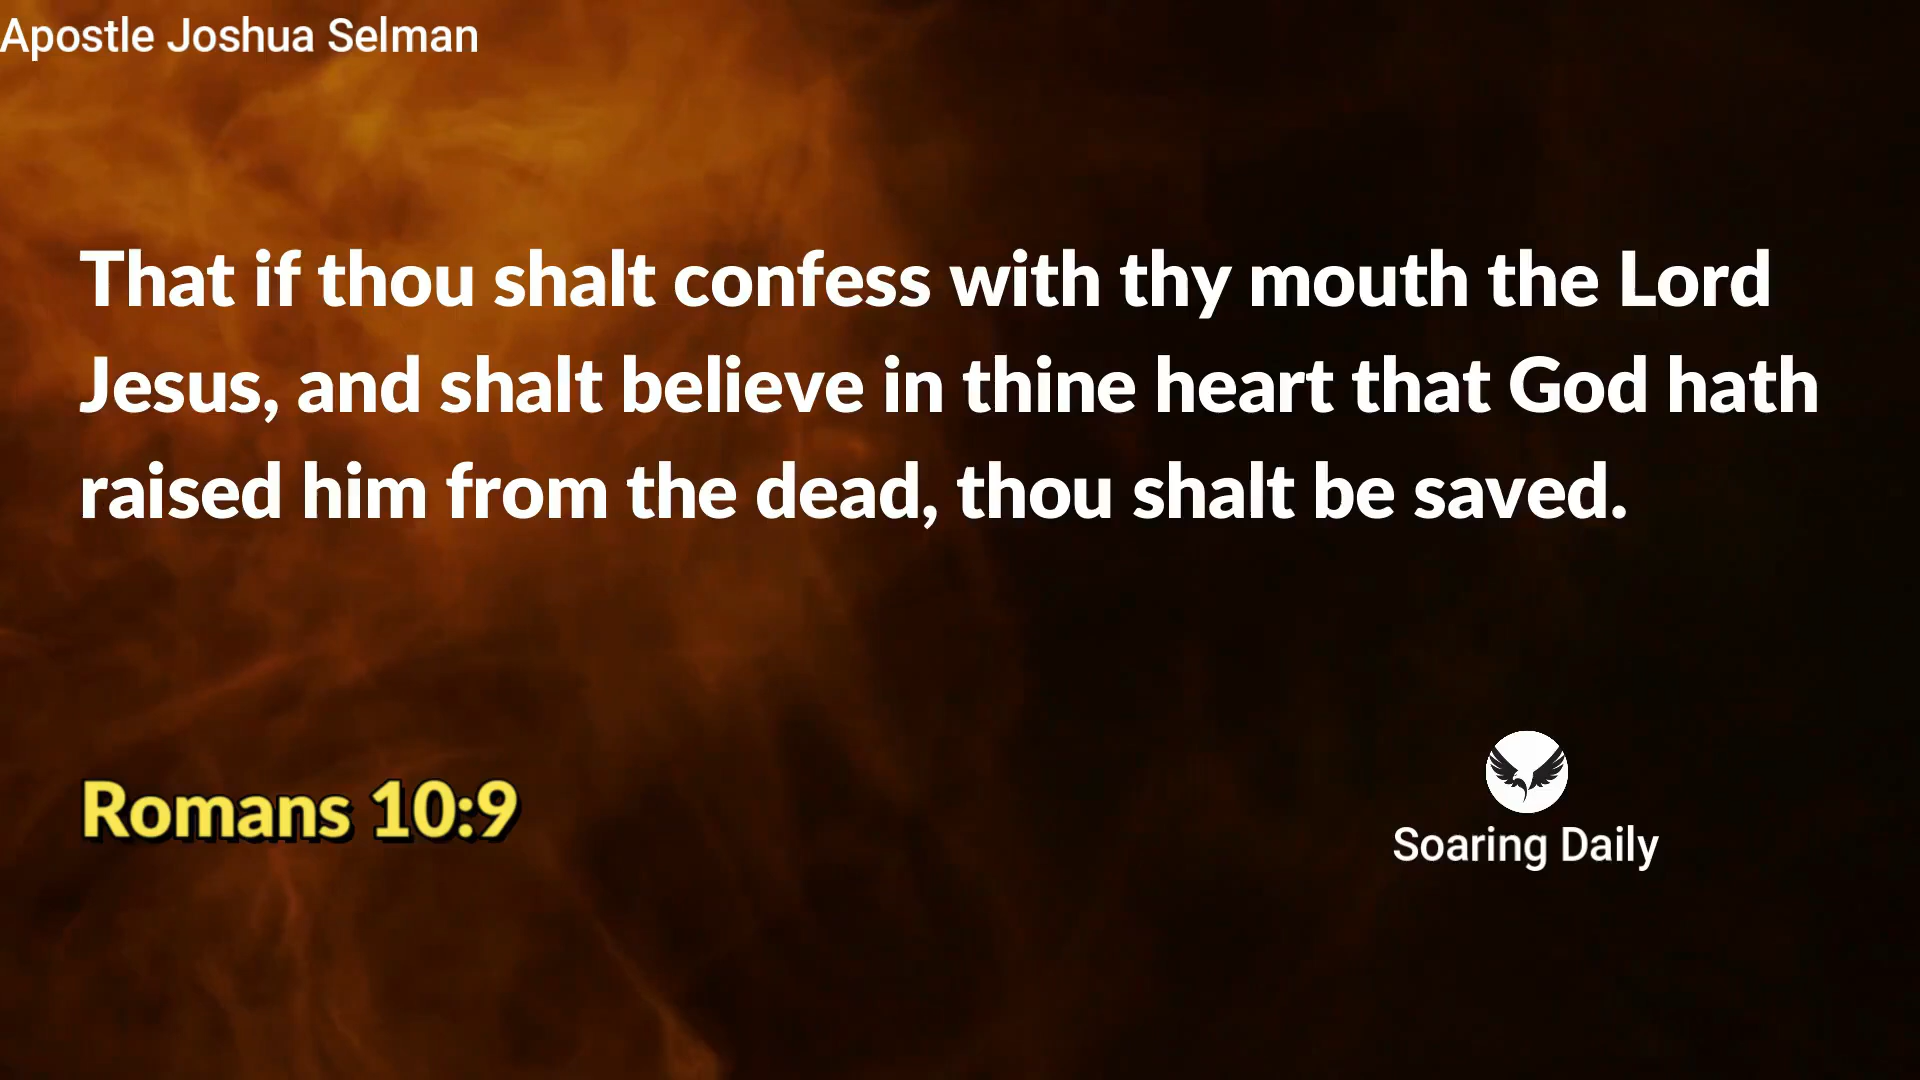 Apostle Joshua Selman
That if thou shalt confess with thy mouth the Lord
Jesus, and shalt believe in thine heart that God hath
raised him from the dead, thou shalt be saved.
Romans 10:9
Soaring Daily